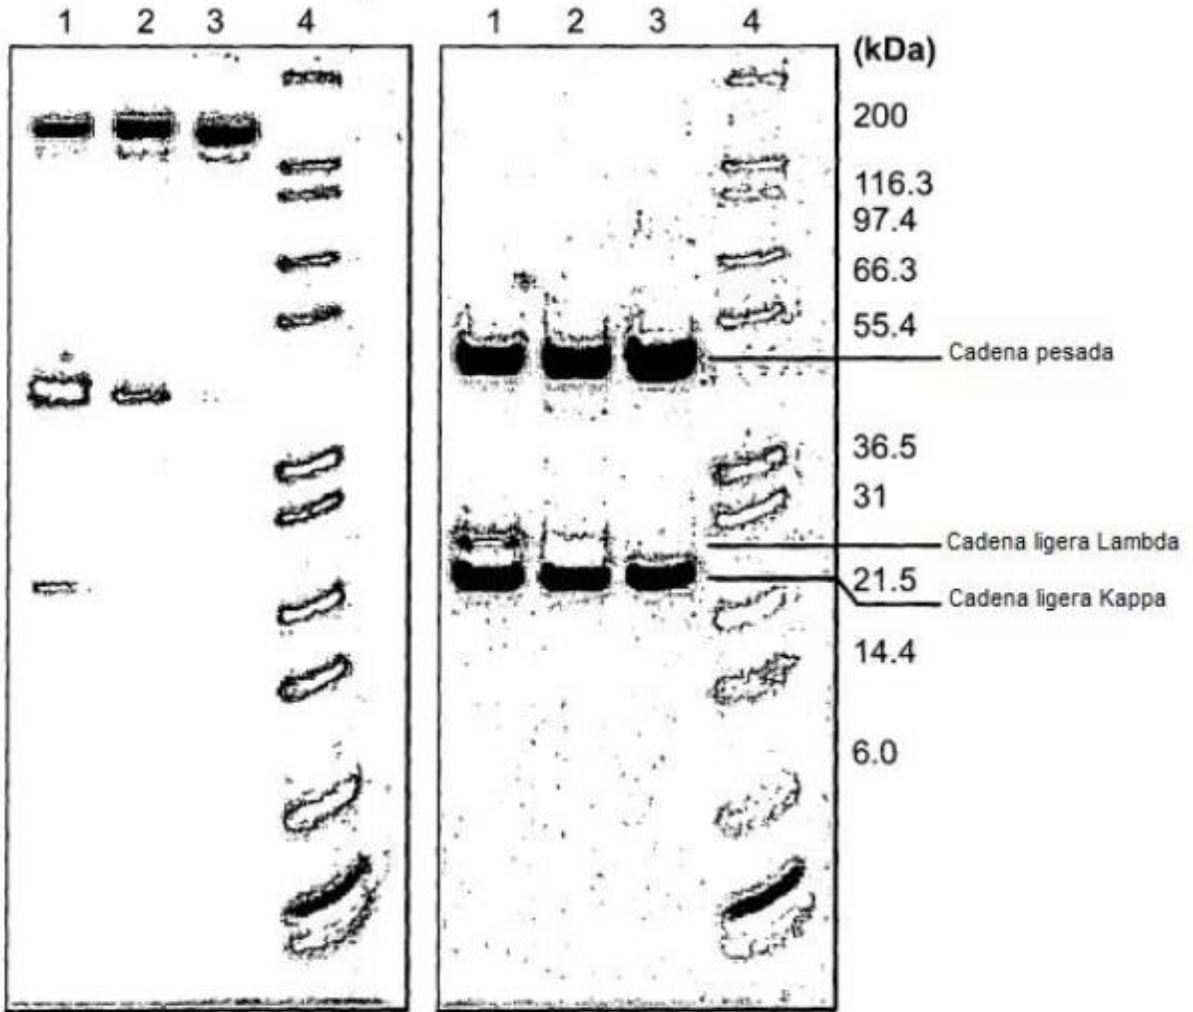 1 2 3 4
1 2 3 4
(kDa)
200
116.3
97.4
66.3
55.4
Cadena pesada
36.5
31
Cadena ligera Lambda
21.5
Cadena ligera Kappa
14.4
6.0